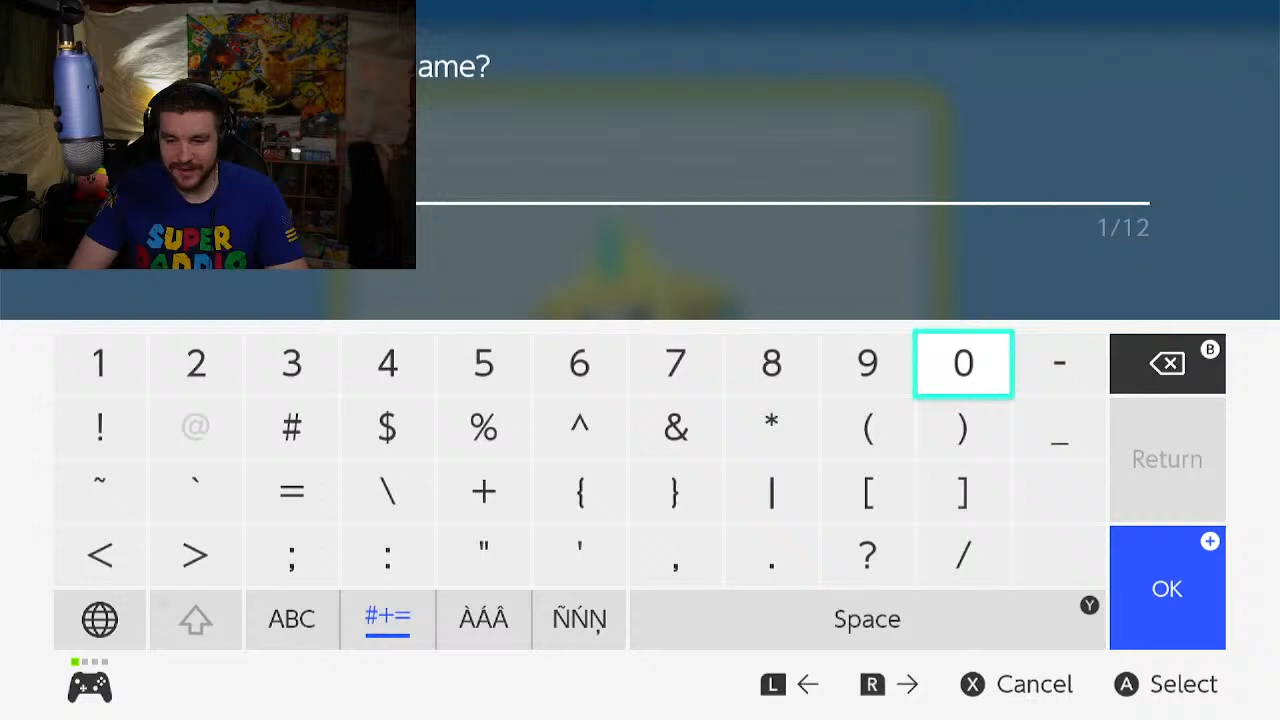 ame?
SUPER
DADDIO
1/12
1 2 3 4 5 6 7 8 9 0 - B
! @ # $ % ^ & * ( ) _ Return
~ ` = \ + { } | [ ]
< > ; : " ' , . ? / + OK
#+= ABC ÀÁÂ ÑŃŅ Space Y
L ← R → X Cancel A Select